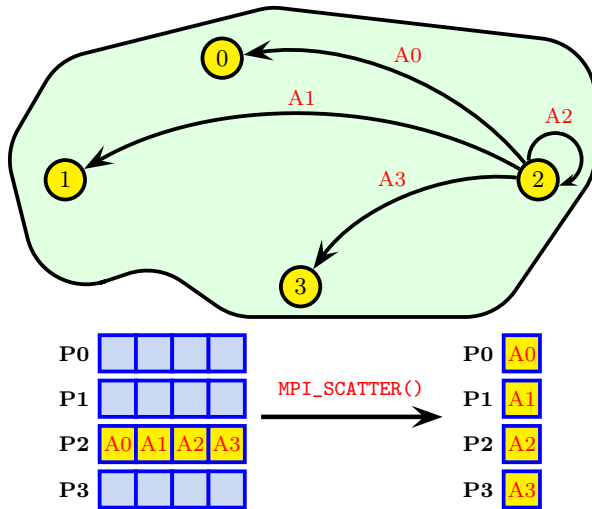 A0
0
A1
A2
1
A3
2
3
P0
P1
P2 A0 A1 A2 A3
P3
MPI_SCATTER()
P0 A0
P1 A1
P2 A2
P3 A3